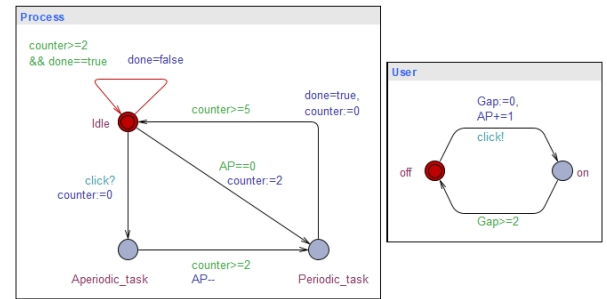 Process
counter>=2
&& done==true
done=false
Idle
counter>=5
done=true,
counter:=0
AP==0
counter:=2
click?
counter:=0
Aperiodic_task
counter>=2
AP--
Periodic_task
User
Gap:=0,
AP+=1
click!
off
on
Gap>=2